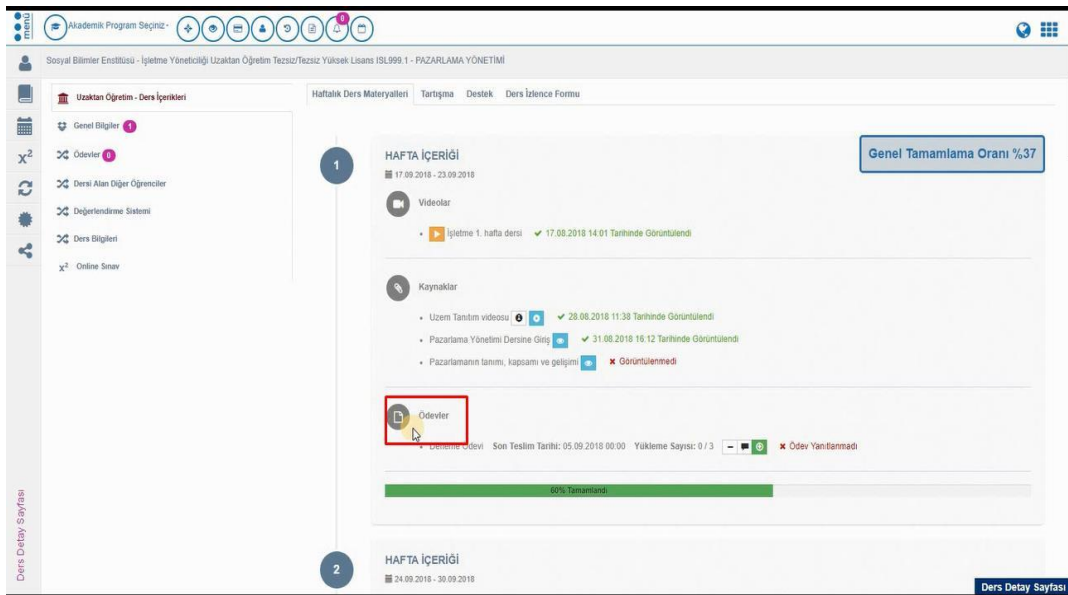 menü
Akademik Program Seçiniz -
0
Sosyal Bilimler Enstitüsü - İşletme Yöneticiliği Uzaktan Öğretim Tezsiz/Tezsiz Yüksek Lisans ISL999.1 - PAZARLAMA YÖNETİMİ
Uzaktan Öğretim - Ders İçerikleri
Genel Bilgiler 1
Ödevler 0
Dersi Alan Diğer Öğrenciler
Değerlendirme Sistemi
Ders Bilgileri
x² Online Sınav
x²
Ders Detay Sayfası
Haftalık Ders Materyalleri Tartışma Destek Ders İzlence Formu
1
HAFTA İÇERİĞİ
Genel Tamamlama Oranı %37
17.09.2018 - 23.09.2018
Videolar
İşletme 1. hafta dersi 17.08.2018 14:01 Tarihinde Görüntülendi
Kaynaklar
Uzem Tanıtım videosu 28.08.2018 11:38 Tarihinde Görüntülendi
Pazarlama Yönetimi Dersine Giriş 31.08.2018 16:12 Tarihinde Görüntülendi
Pazarlamanın tanımı, kapsamı ve gelişimi Görüntülenmedi
Ödevler
Deneme Ödevi Son Teslim Tarihi: 05.09.2018 00:00 Yükleme Sayısı: 0 / 3 Ödev Yanıtlanmadı
60% Tamamlandı
2
HAFTA İÇERİĞİ
24.09.2018 - 30.09.2018
Ders Detay Sayfası